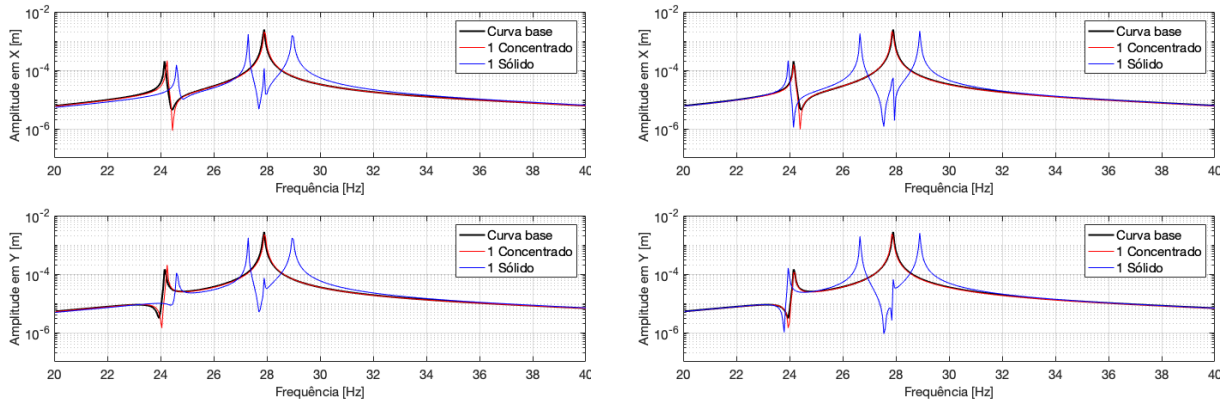 Amplitude em X [m]
10^-2
10^-4
10^-6
Curva base
1 Concentrado
1 Sólido
20 22 24 26 28 30 32 34 36 38 40
Frequência [Hz]
Amplitude em X [m]
10^-2
10^-4
10^-6
Curva base
1 Concentrado
1 Sólido
20 22 24 26 28 30 32 34 36 38 40
Frequência [Hz]
Amplitude em Y [m]
10^-2
10^-4
10^-6
Curva base
1 Concentrado
1 Sólido
20 22 24 26 28 30 32 34 36 38 40
Frequência [Hz]
Amplitude em Y [m]
10^-2
10^-4
10^-6
Curva base
1 Concentrado
1 Sólido
20 22 24 26 28 30 32 34 36 38 40
Frequência [Hz]